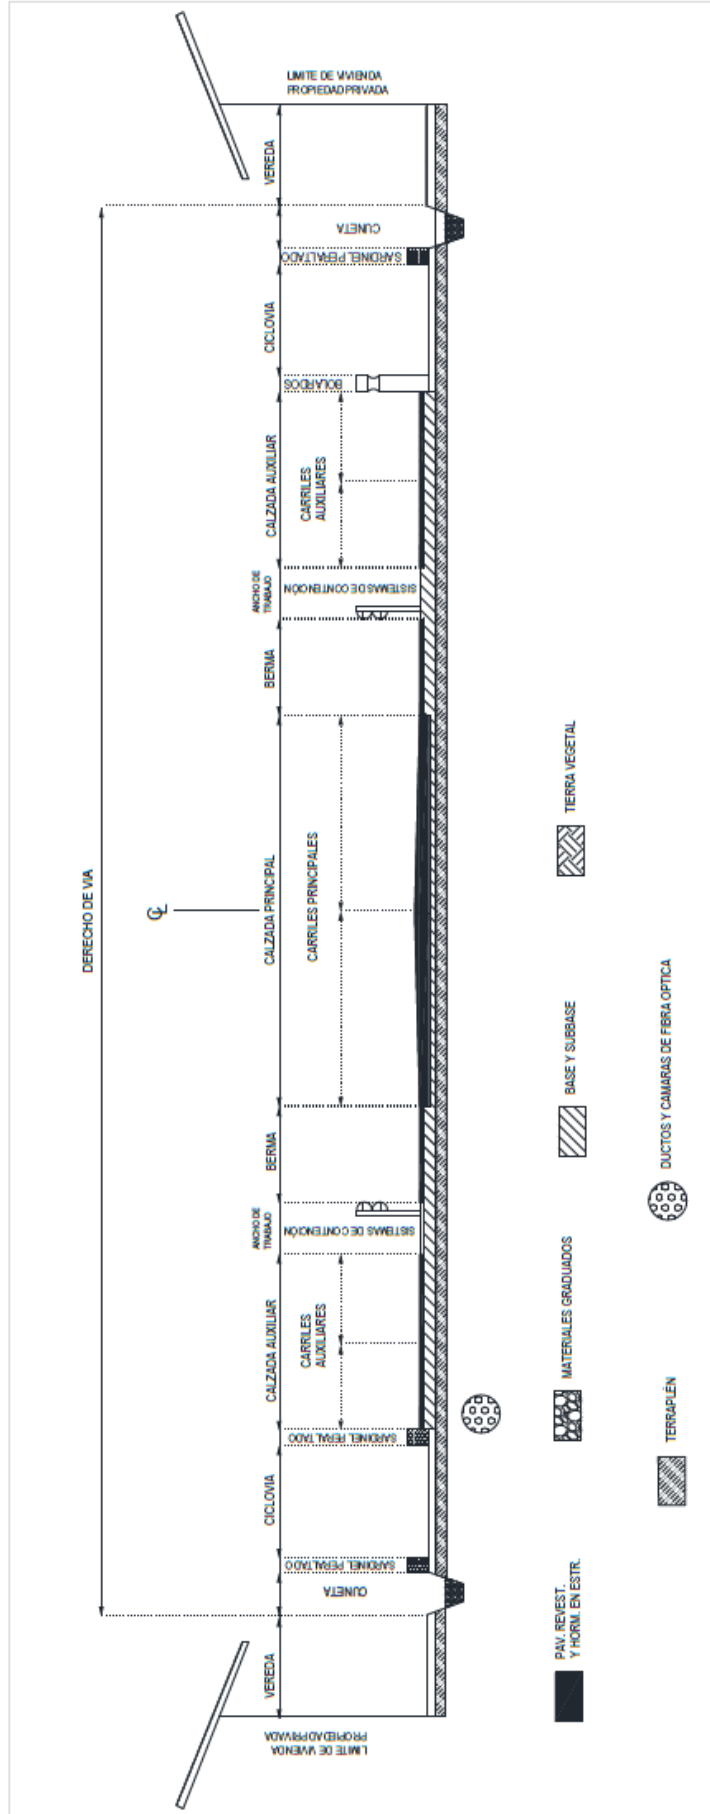 DERECHO DE VIA
℄
LIMITE DE VIVIENDA
PROPIEDAD PRIVADA
VEREDA
CUNETA
SARDINEL PERALTADO
CICLOVIA
SARDINEL PERALTADO
CALZADA AUXILIAR
CARRILES
AUXILIARES
ANCHO DE
TRABAJO
SISTEMAS DE CONTENCIÓN
BERMA
CALZADA PRINCIPAL
CARRILES PRINCIPALES
BERMA
ANCHO DE
TRABAJO
SISTEMAS DE CONTENCIÓN
CALZADA AUXILIAR
CARRILES
AUXILIARES
BOLARDOS
CICLOVIA
SARDINEL PERALTADO
CUNETA
VEREDA
LIMITE DE VIVIENDA
PROPIEDAD PRIVADA
PAV. REVEST.
Y HORM. EN ESTR.
MATERIALES GRADUADOS
BASE Y SUBBASE
TIERRA VEGETAL
TERRAPLÉN
DUCTOS Y CAMARAS DE FIBRA OPTICA